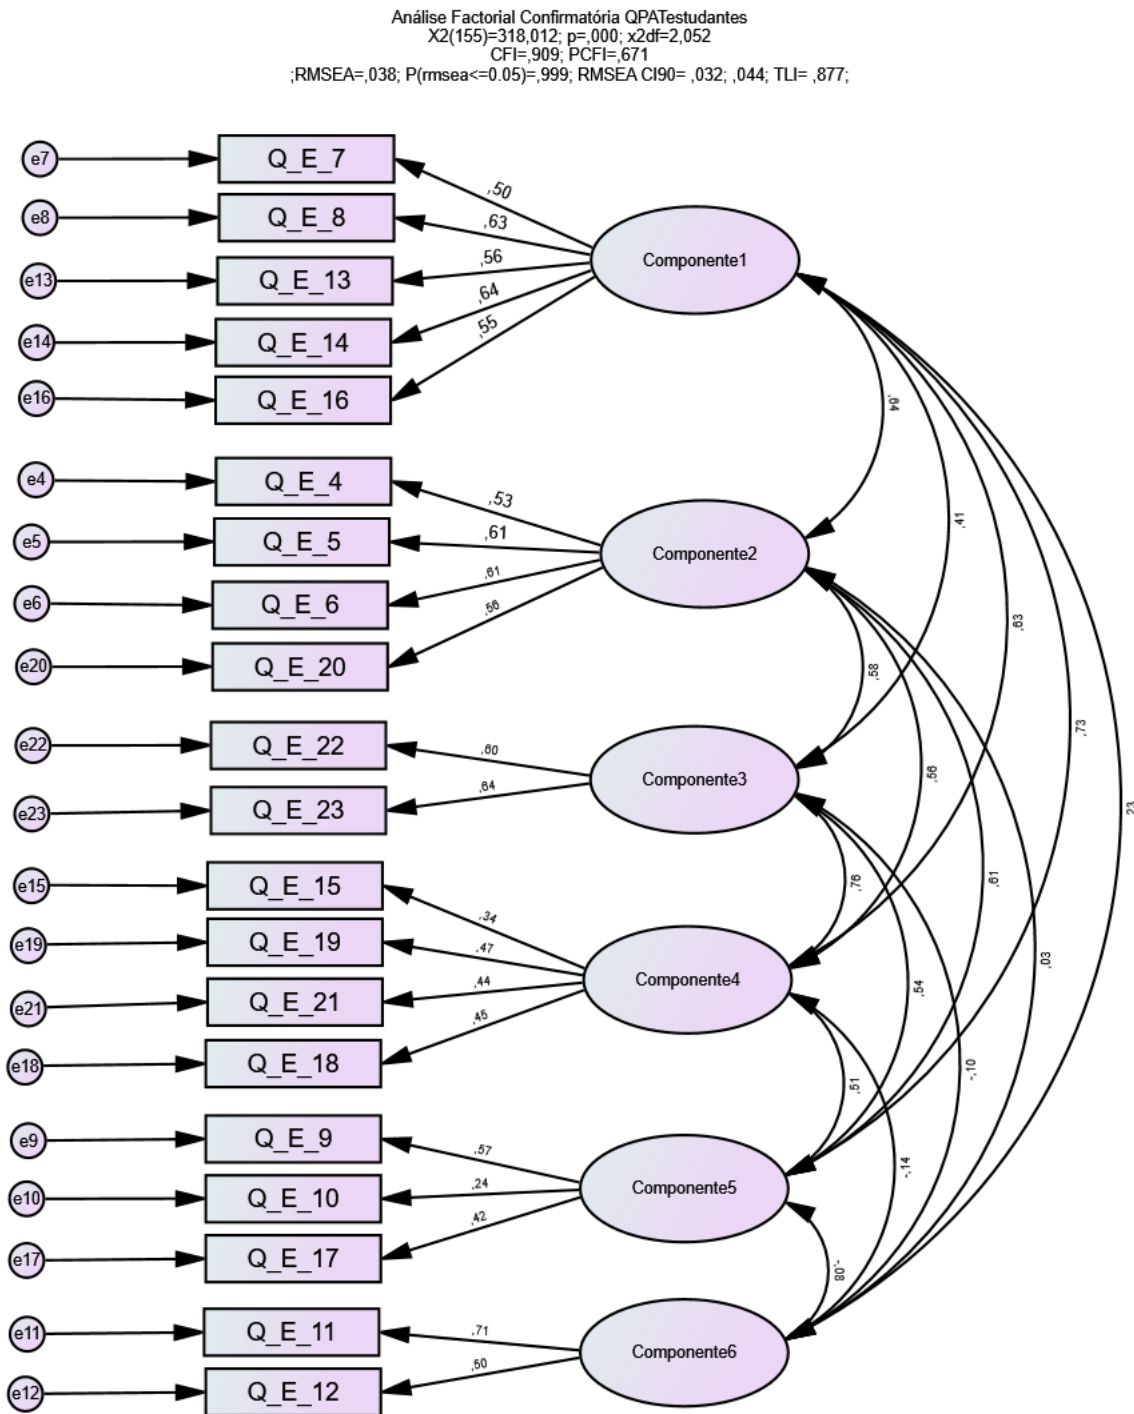 Análise Factorial Confirmatória QPATestudantes
X2(155)=318,012; p=,000; x2df=2,052
CFI=,909; PCFI=,671
;RMSEA=,038; P(rmsea<=0.05)=,999; RMSEA CI90= ,032; ,044; TLI= ,877;
e7 Q_E_7 ,50
e8 Q_E_8 ,63
e13 Q_E_13 ,56 Componente1
e14 Q_E_14 ,64
e16 Q_E_16 ,55
,64
e4 Q_E_4 ,53
,41
e5 Q_E_5 ,61 Componente2
e6 Q_E_6 ,61
e20 Q_E_20 ,56
,63
,58
,73
e22 Q_E_22 ,60
,56
e23 Q_E_23 ,64 Componente3
,23
e15 Q_E_15 ,34
,76
,61
e19 Q_E_19 ,47
,03
e21 Q_E_21 ,44 Componente4
,54
e18 Q_E_18 ,45
-,10
,51
e9 Q_E_9 ,57
-,14
e10 Q_E_10 ,24 Componente5
e17 Q_E_17 ,42
-,08
e11 Q_E_11 ,71
Componente6
e12 Q_E_12 ,50